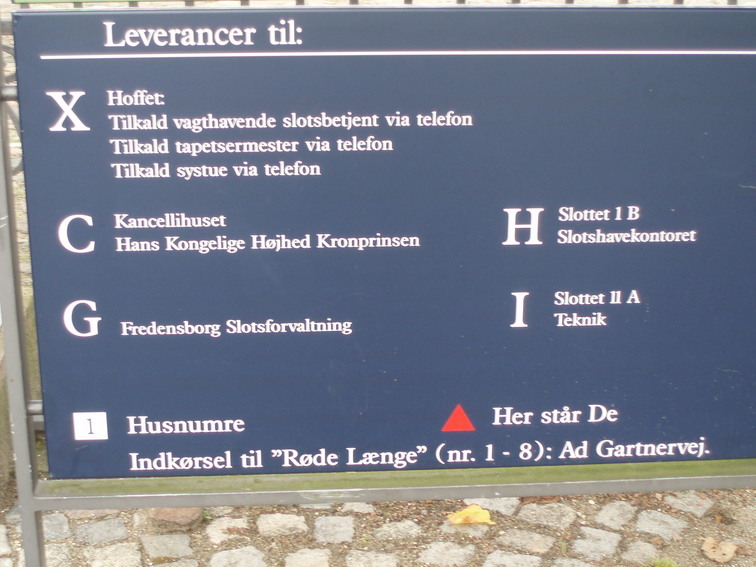 Leverancer til:
X
Hoffet:
Tilkald vagthavende slotsbetjent via telefon
Tilkald tapetsermester via telefon
Tilkald systue via telefon
C
Kancellihuset
Hans Kongelige Højhed Kronprinsen
H
Slottet 1 B
Slotshavekontoret
G
Fredensborg Slotsforvaltning
I
Slottet 11 A
Teknik
1
Husnumre
Her står De
Indkørsel til "Røde Længe" (nr. 1 - 8): Ad Gartnervej.